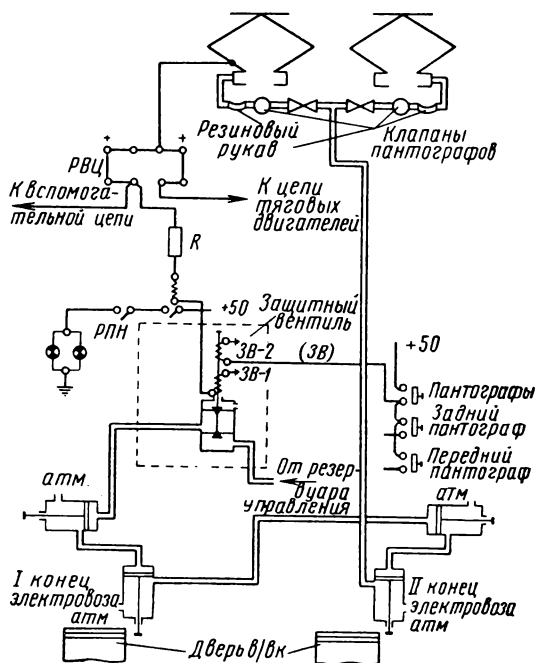 Резиновый
рукав
Клапаны
пантографов
РВЦ
+
+
К вспомога-
тельной цепи
К цепи
тяговых
двигателей
R
+50
РПН
Защитный
вентиль
ЗВ-2
(ЗВ)
ЗВ-1
+50
Пантографы
Задний
пантограф
Передний
пантограф
От резер-
вуара
управления
атм.
атм
I конец
электровоза
атм
II конец
электровоза
атм
Дверь в/вк